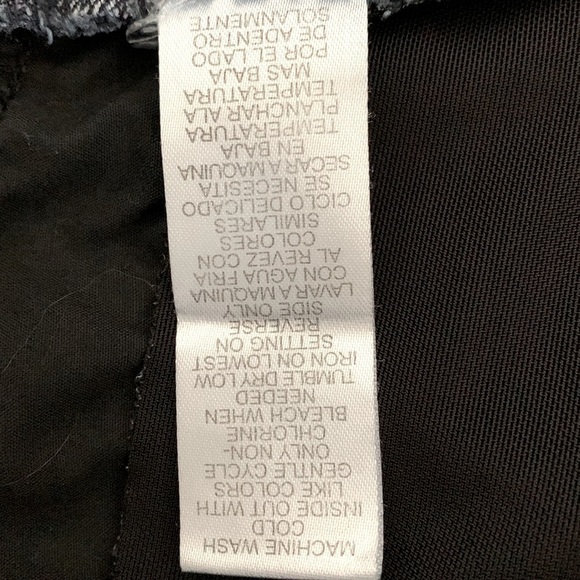 MACHINE WASH
COLD
INSIDE OUT WITH
LIKE COLORS
GENTLE CYCLE
ONLY NON-
CHLORINE
BLEACH WHEN
NEEDED
TUMBLE DRY LOW
IRON ON LOWEST
SETTING ON
REVERSE
SIDE ONLY
LAVAR A MAQUINA
CON AGUA FRIA
AL REVEZ CON
COLORES
SIMILARES
CICLO DELICADO
SE NECESITA
SECAR A MAQUINA
EN BAJA
TEMPERATURA
PLANCHAR ALA
TEMPERATURA
MAS BAJA
POR EL LADO
DE ADENTRO
SOLANMENTE